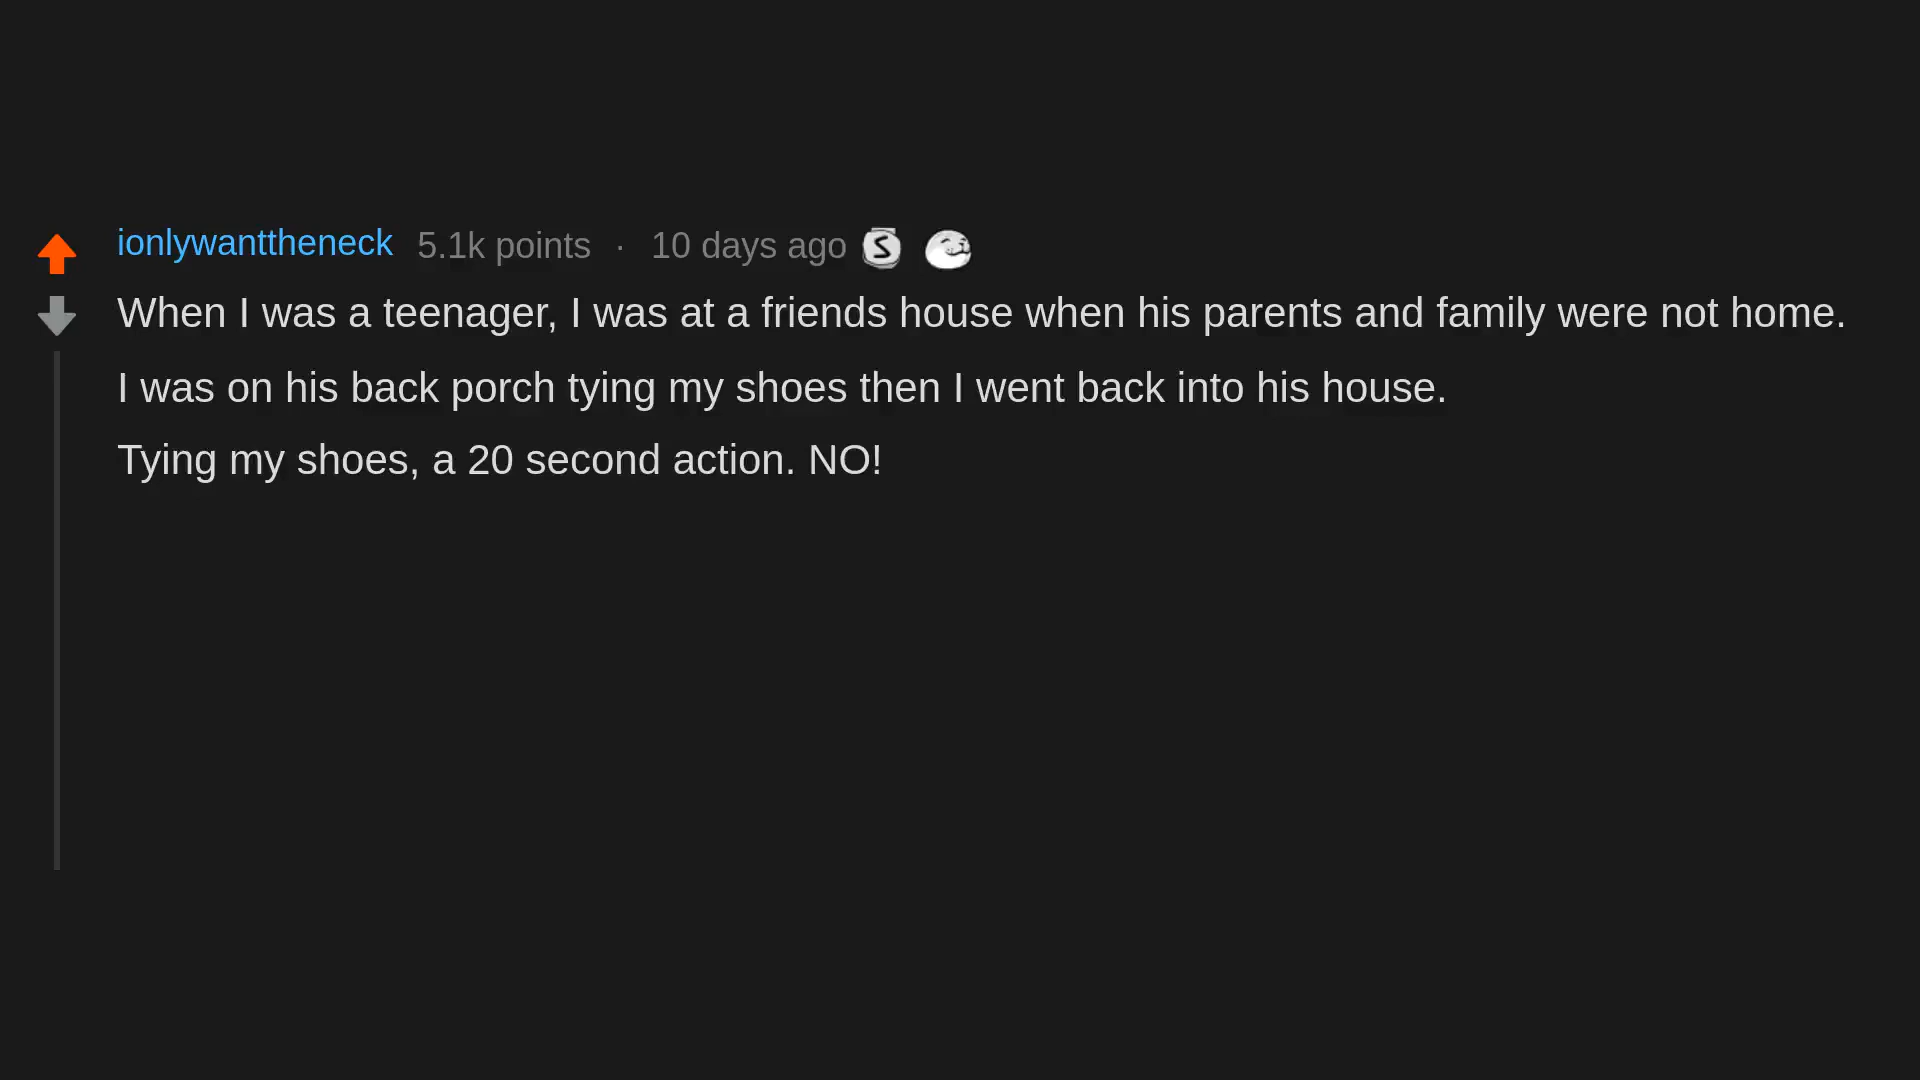 ionlywanttheneck 5.1k points · 10 days ago S
When I was a teenager, I was at a friends house when his parents and family were not home.
I was on his back porch tying my shoes then I went back into his house.
Tying my shoes, a 20 second action. NO!